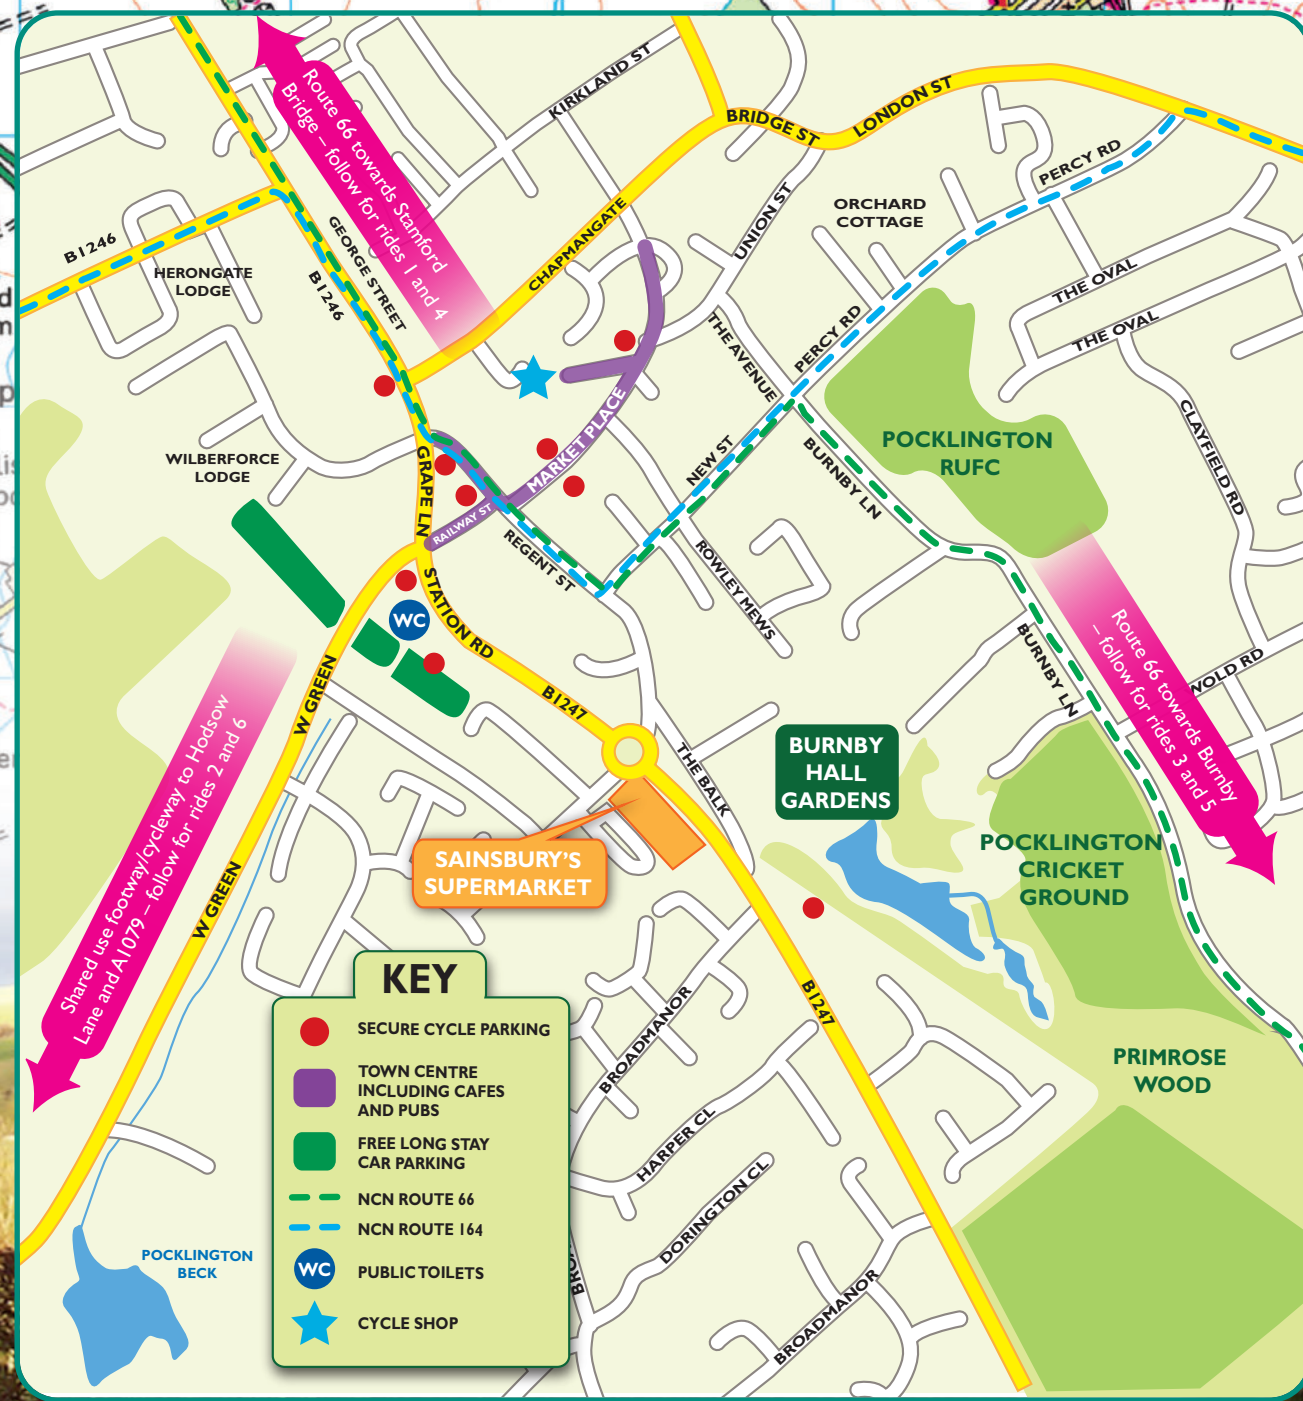 KIRKLAND ST
BRIDGE ST
LONDON ST
Route 66 towards Stamford
Bridge – follow for rides 1 and 4
PERCY RD
UNION ST
ORCHARD
COTTAGE
CHAPMANGATE
B1246
HERONGATE
LODGE
GEORGE STREET
B1246
THE OVAL
THE OVAL
THE AVENUE
PERCY RD
MARKET PLACE
CLAYFIELD RD
POCKLINGTON
RUFC
WILBERFORCE
LODGE
GRAPE LN
NEW ST
BURNBY LN
RAILWAY ST
REGENT ST
ROWLEY MEWS
STATION RD
WC
Route 66 towards Burnby
– follow for rides 3 and 5
BURNBY LN
WOLD RD
W GREEN
B1247
Shared use footway/cycleway to Hodsow
Lane and A1079 – follow for rides 2 and 6
THE BALK
BURNBY
HALL
GARDENS
SAINSBURY'S
SUPERMARKET
POCKLINGTON
CRICKET
GROUND
W GREEN
B1247
BROADMANOR
PRIMROSE
WOOD
HARPER CL
DORINGTON CL
BROADMANOR
POCKLINGTON
BECK
KEY
SECURE CYCLE PARKING
TOWN CENTRE
INCLUDING CAFES
AND PUBS
FREE LONG STAY
CAR PARKING
NCN ROUTE 66
NCN ROUTE 164
WC
PUBLIC TOILETS
CYCLE SHOP